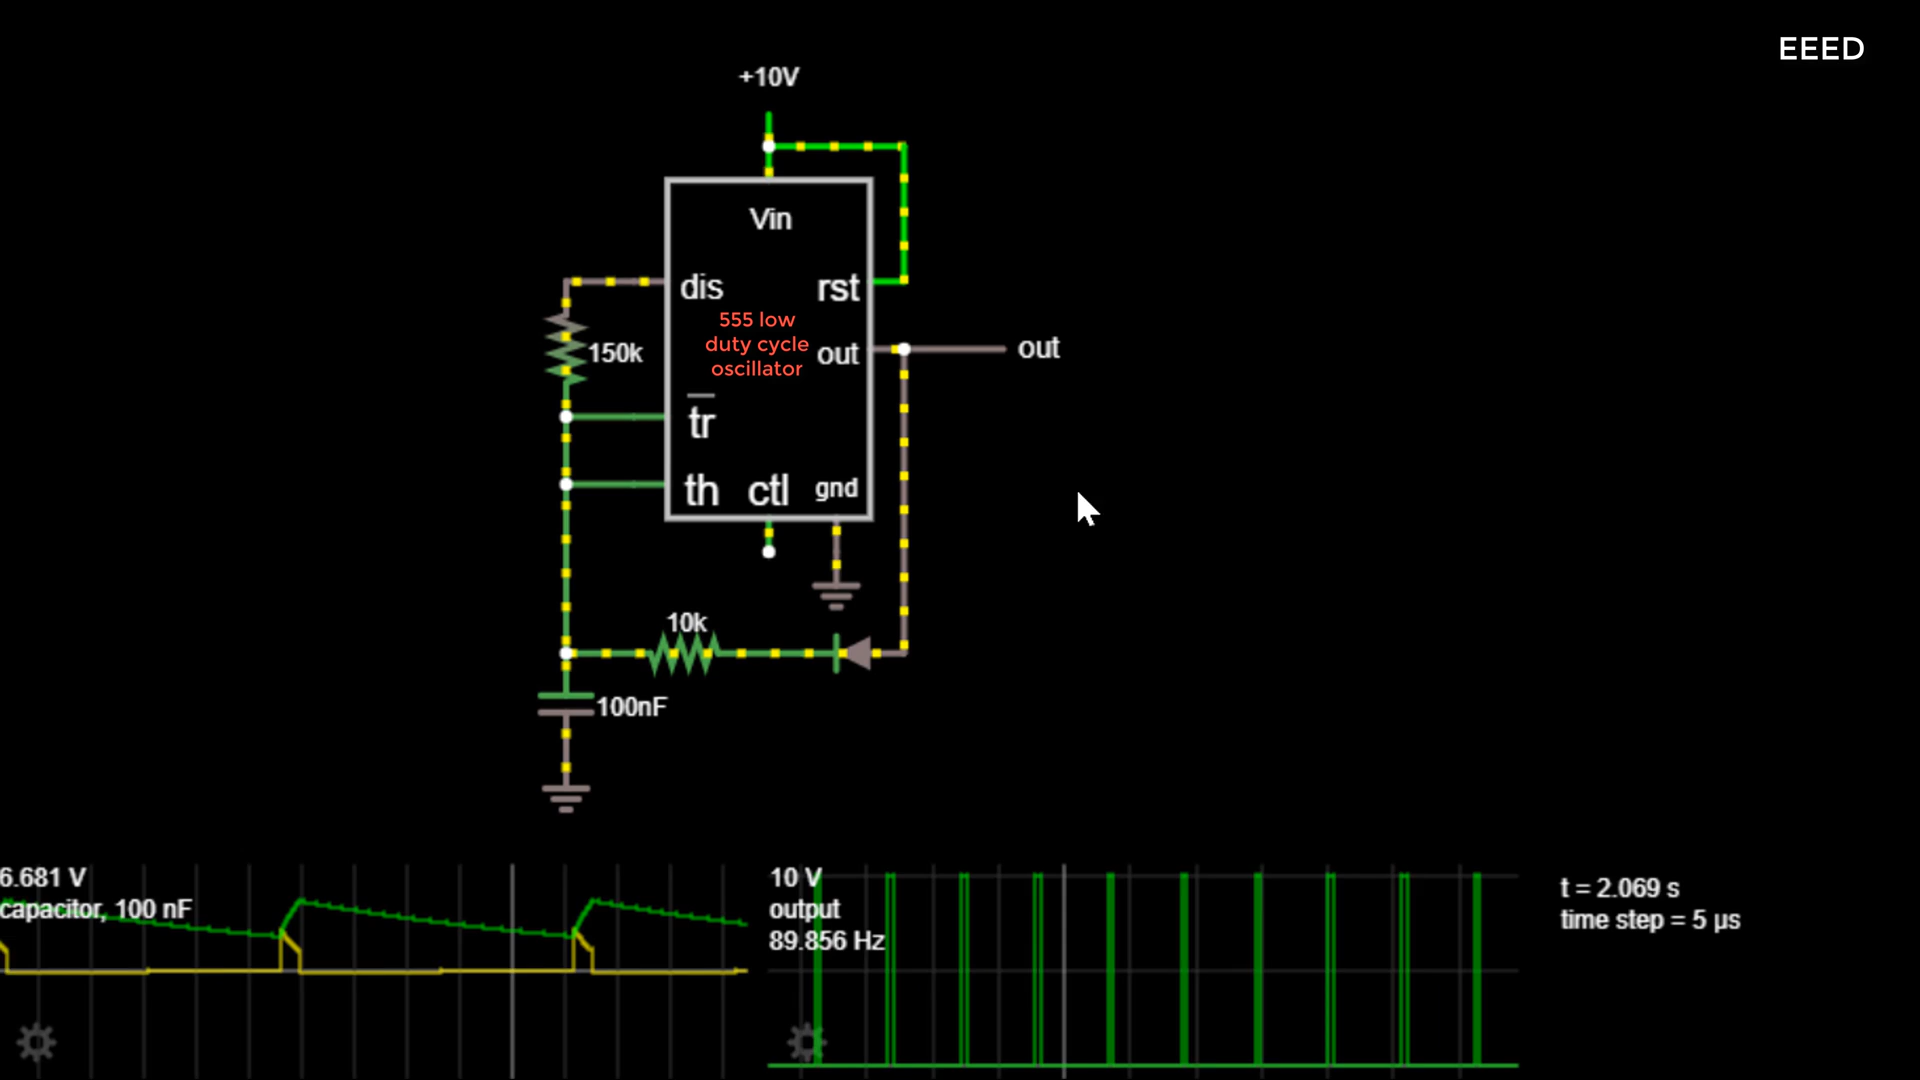 EEED
+10V
Vin
dis
rst
555 low
duty cycle
oscillator
150k
out
out
tr
th
ctl
gnd
10k
100nF
6.681 V
capacitor, 100 nF
10 V
output
89.856 Hz
t = 2.069 s
time step = 5 µs